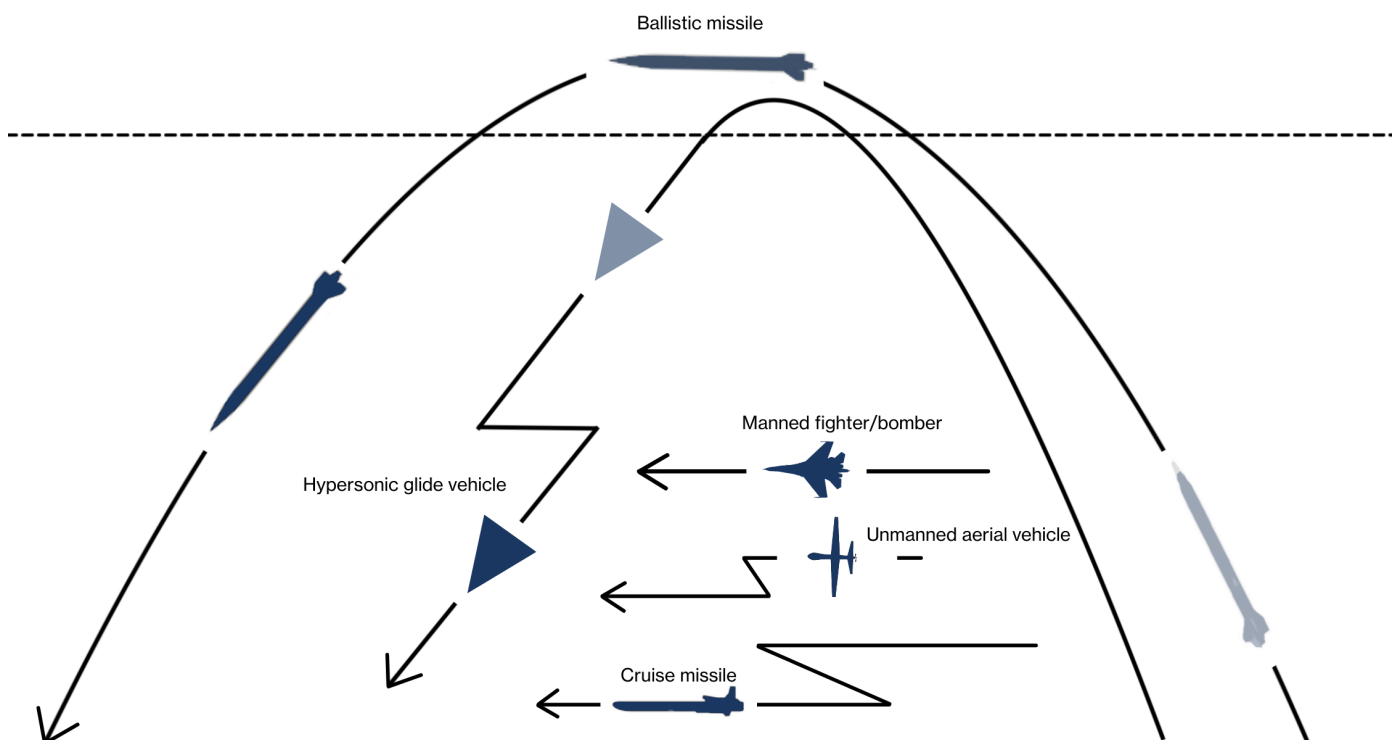 Ballistic missile
Manned fighter/bomber
Hypersonic glide vehicle
Unmanned aerial vehicle
Cruise missile